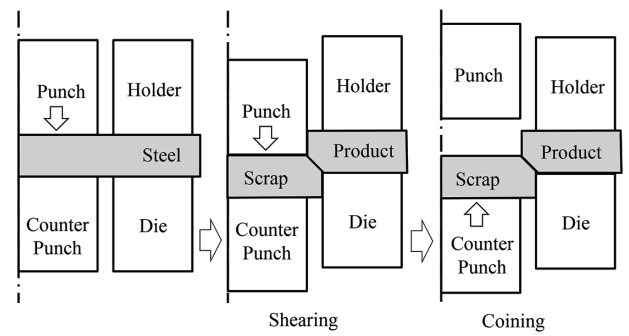 Punch
Holder
Steel
Counter
Punch
Die
Punch
Holder
Product
Scrap
Counter
Punch
Die
Shearing
Punch
Holder
Product
Scrap
Counter
Punch
Die
Coining